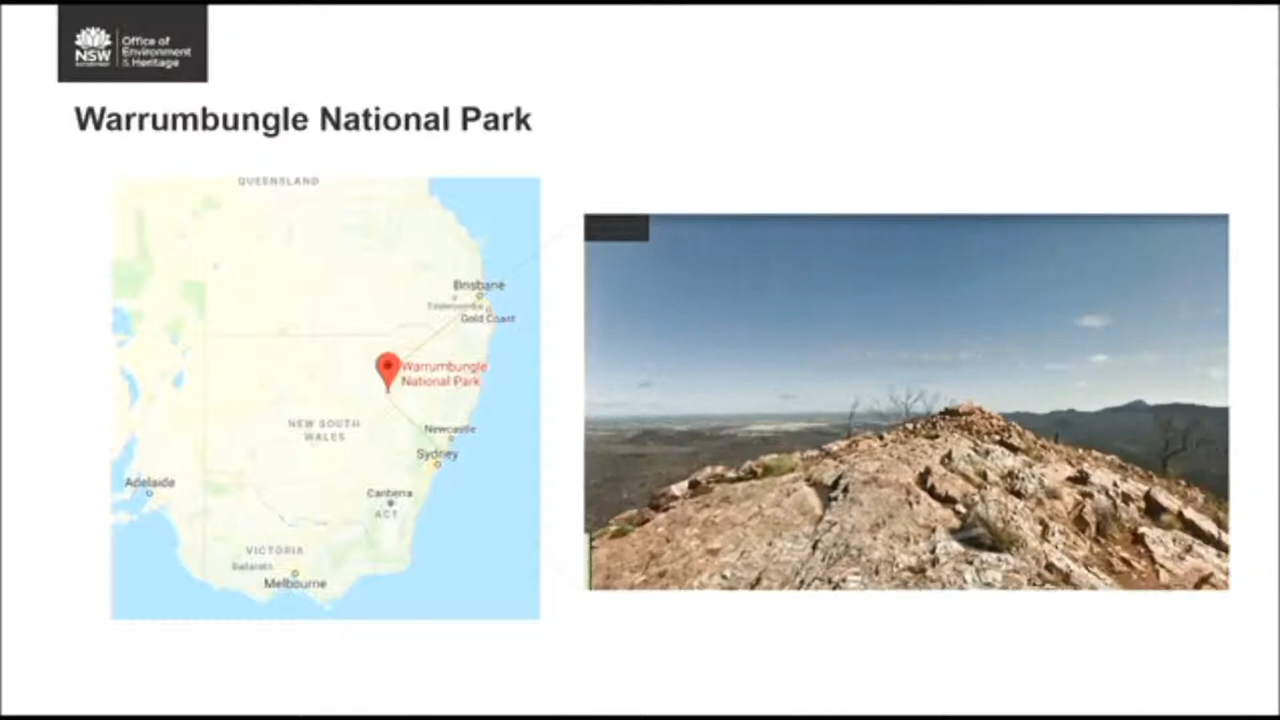 Office of
Environment
& Heritage
NSW
Warrumbungle National Park
QUEENSLAND
Brisbane
Toowoomba
Gold Coast
Warrumbungle
National Park
NEW SOUTH
WALES
Newcastle
Sydney
Adelaide
Canberra
ACT
VICTORIA
Ballarat
Melbourne